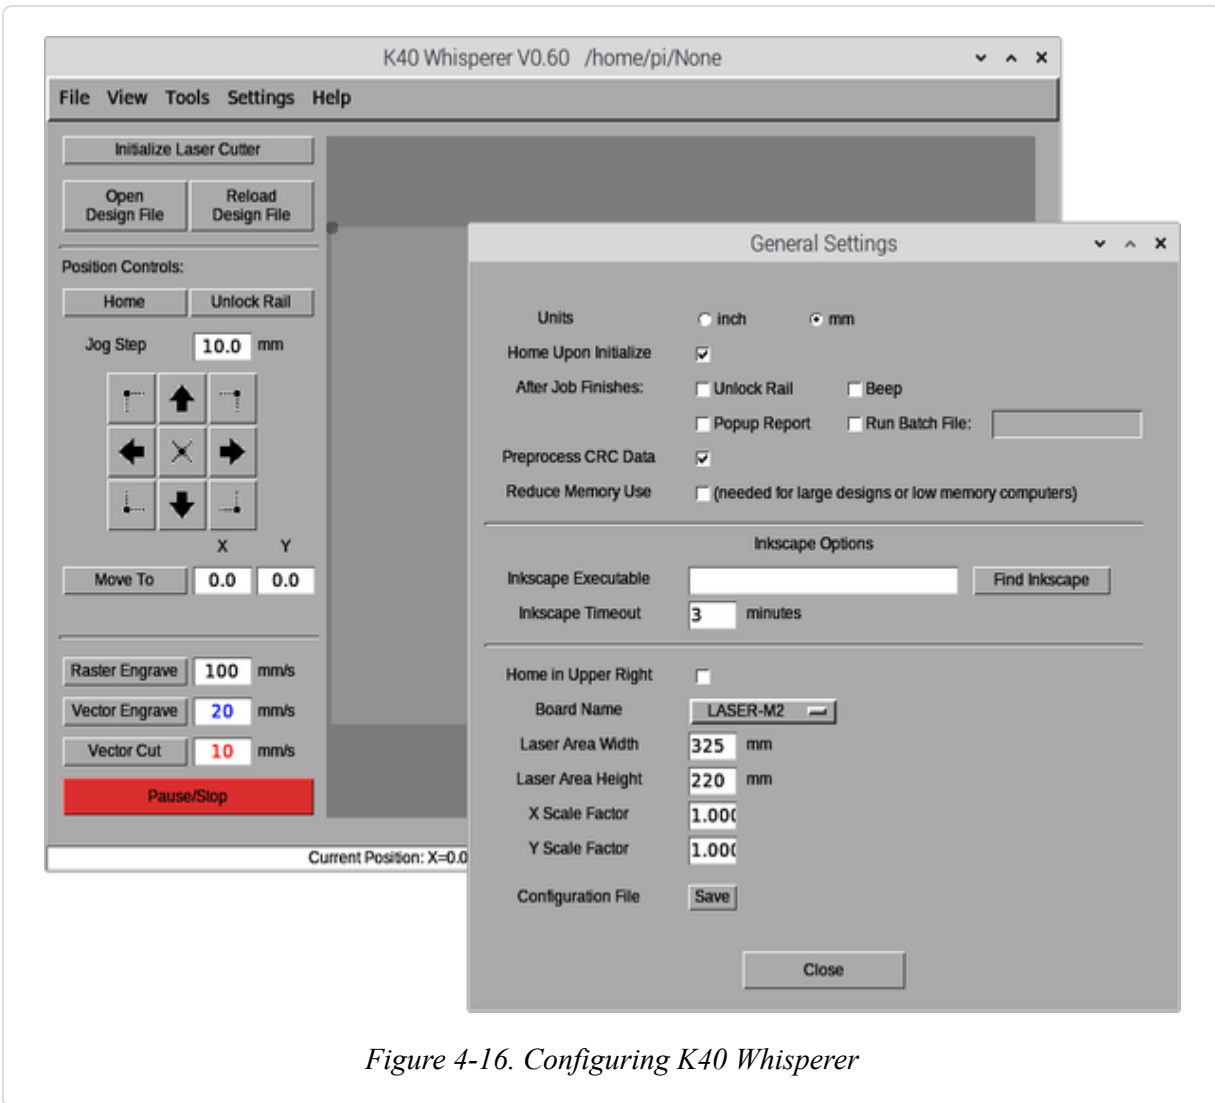 K40 Whisperer V0.60 /home/pi/None
File View Tools Settings Help
Initialize Laser Cutter
Open Design File
Reload Design File
Position Controls:
Home Unlock Rail
Jog Step 10.0 mm
X Y
Move To 0.0 0.0
Raster Engrave 100 mm/s
Vector Engrave 20 mm/s
Vector Cut 10 mm/s
Pause/Stop
Current Position: X=0.0
General Settings
Units inch mm
Home Upon Initialize
After Job Finishes: Unlock Rail Beep
Popup Report Run Batch File:
Preprocess CRC Data
Reduce Memory Use (needed for large designs or low memory computers)
Inkscape Options
Inkscape Executable Find Inkscape
Inkscape Timeout 3 minutes
Home in Upper Right
Board Name LASER-M2
Laser Area Width 325 mm
Laser Area Height 220 mm
X Scale Factor 1.000
Y Scale Factor 1.000
Configuration File Save
Close
Figure 4-16. Configuring K40 Whisperer